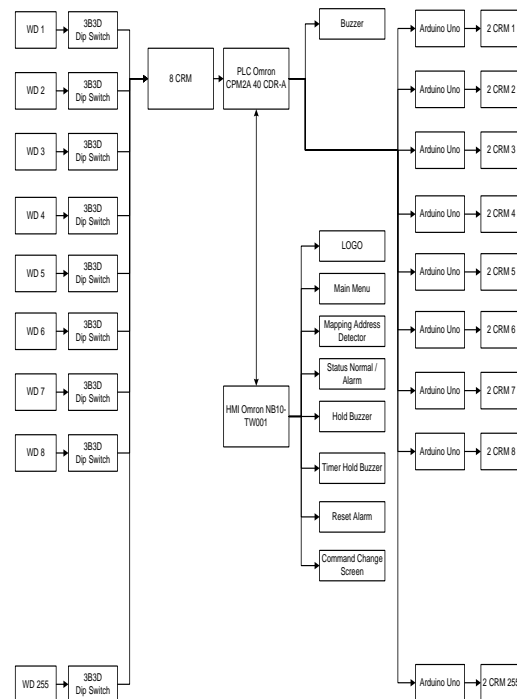 WD 1
3B3D
Dip Switch
WD 2
3B3D
Dip Switch
WD 3
3B3D
Dip Switch
WD 4
3B3D
Dip Switch
WD 5
3B3D
Dip Switch
WD 6
3B3D
Dip Switch
WD 7
3B3D
Dip Switch
WD 8
3B3D
Dip Switch
WD 255
3B3D
Dip Switch
8 CRM
PLC Omron
CPM2A 40 CDR-A
HMI Omron NB10-
TW001
Buzzer
LOGO
Main Menu
Mapping Address
Detector
Status Normal /
Alarm
Hold Buzzer
Timer Hold Buzzer
Reset Alarm
Command Change
Screen
Arduino Uno
2 CRM 1
Arduino Uno
2 CRM 2
Arduino Uno
2 CRM 3
Arduino Uno
2 CRM 4
Arduino Uno
2 CRM 5
Arduino Uno
2 CRM 6
Arduino Uno
2 CRM 7
Arduino Uno
2 CRM 8
Arduino Uno
2 CRM 255